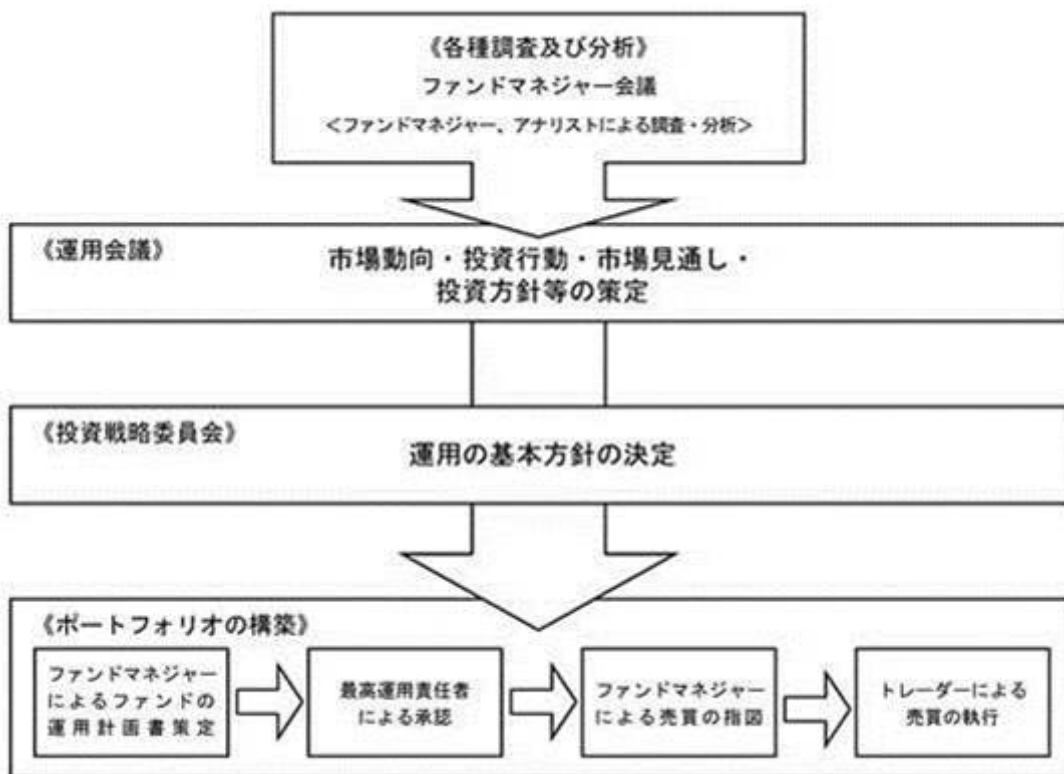 《各種調査及び分析》
ファンドマネジャー会議
<ファンドマネジャー、アナリストによる調査・分析>
《運用会議》
市場動向・投資行動・市場見通し・
投資方針等の策定
《投資戦略委員会》
運用の基本方針の決定
《ポートフォリオの構築》
ファンドマネジャー
によるファンドの
運用計画書策定
最高運用責任者
による承認
ファンドマネジャー
による売買の指図
トレーダーによる
売買の執行